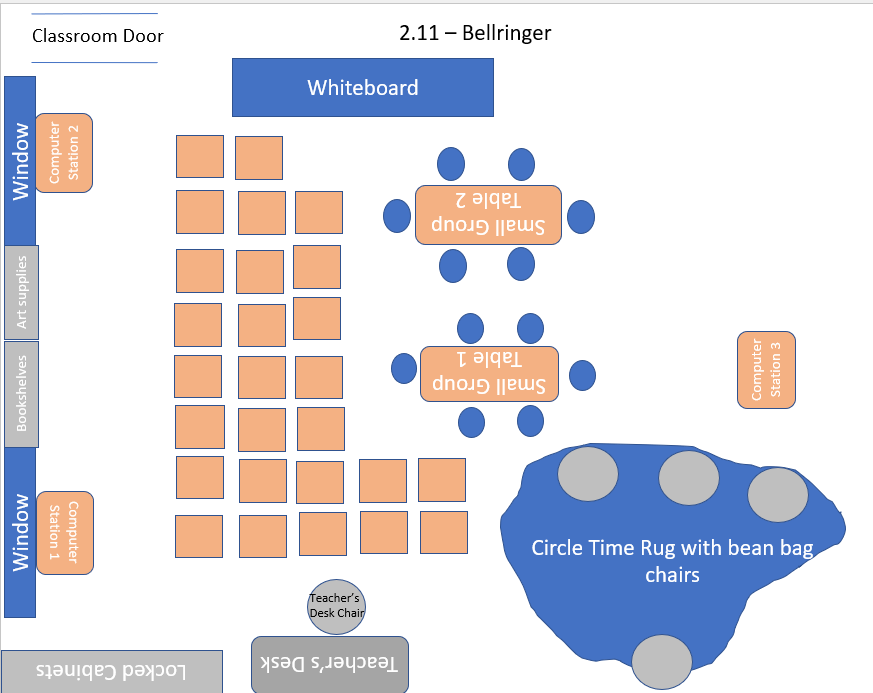 Classroom Door
2.11 – Bellringer
Whiteboard
Window
Computer
Station 2
Small Group
Table 2
Art supplies
Small Group
Table 1
Computer
Station 3
Bookshelves
Window
Computer
Station 1
Circle Time Rug with bean bag
chairs
Teacher’s
Desk Chair
Teacher’s Desk
Locked Cabinets